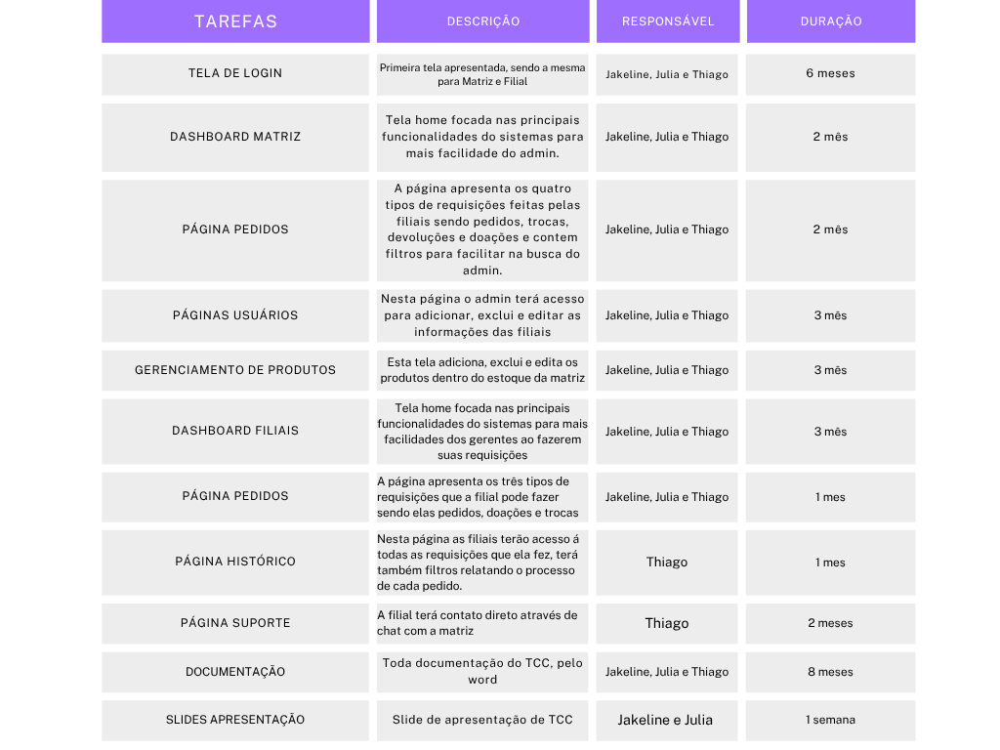 TAREFAS
DESCRIÇÃO
RESPONSÁVEL
DURAÇÃO
TELA DE LOGIN
Primeira tela apresentada, sendo a mesma
para Matriz e Filial
Jakeline, Julia e Thiago
6 meses
DASHBOARD MATRIZ
Tela home focada nas principais
funcionalidades do sistemas para
mais facilidade do admin.
Jakeline, Julia e Thiago
2 mês
PÁGINA PEDIDOS
A página apresenta os quatro
tipos de requisições feitas pelas
filiais sendo pedidos, trocas,
devoluções e doações e contem
filtros para facilitar na busca do
admin.
Jakeline, Julia e Thiago
2 mês
PÁGINAS USUÁRIOS
Nesta página o admin terá acesso
para adicionar, exclui e editar as
informações das filiais
Jakeline, Julia e Thiago
3 mês
GERENCIAMENTO DE PRODUTOS
Esta tela adiciona, exclui e edita os
produtos dentro do estoque da matriz
Jakeline, Julia e Thiago
3 mês
DASHBOARD FILIAIS
Tela home focada nas principais
funcionalidades do sistemas para mais
facilidades dos gerentes ao fazerem
suas requisições
Jakeline, Julia e Thiago
3 mês
PÁGINA PEDIDOS
A página apresenta os três tipos de
requisições que a filial pode fazer
sendo elas pedidos, doações e trocas
Jakeline, Julia e Thiago
1 mes
PÁGINA HISTÓRICO
Nesta página as filiais terão acesso á
todas as requisições que ela fez, terá
também filtros relatando o processo
de cada pedido.
Thiago
1 mes
PÁGINA SUPORTE
A filial terá contato direto através de
chat com a matriz
Thiago
2 meses
DOCUMENTAÇÃO
Toda documentação do TCC, pelo
word
Jakeline, Julia e Thiago
8 meses
SLIDES APRESENTAÇÃO
Slide de apresentação de TCC
Jakeline e Julia
1 semana